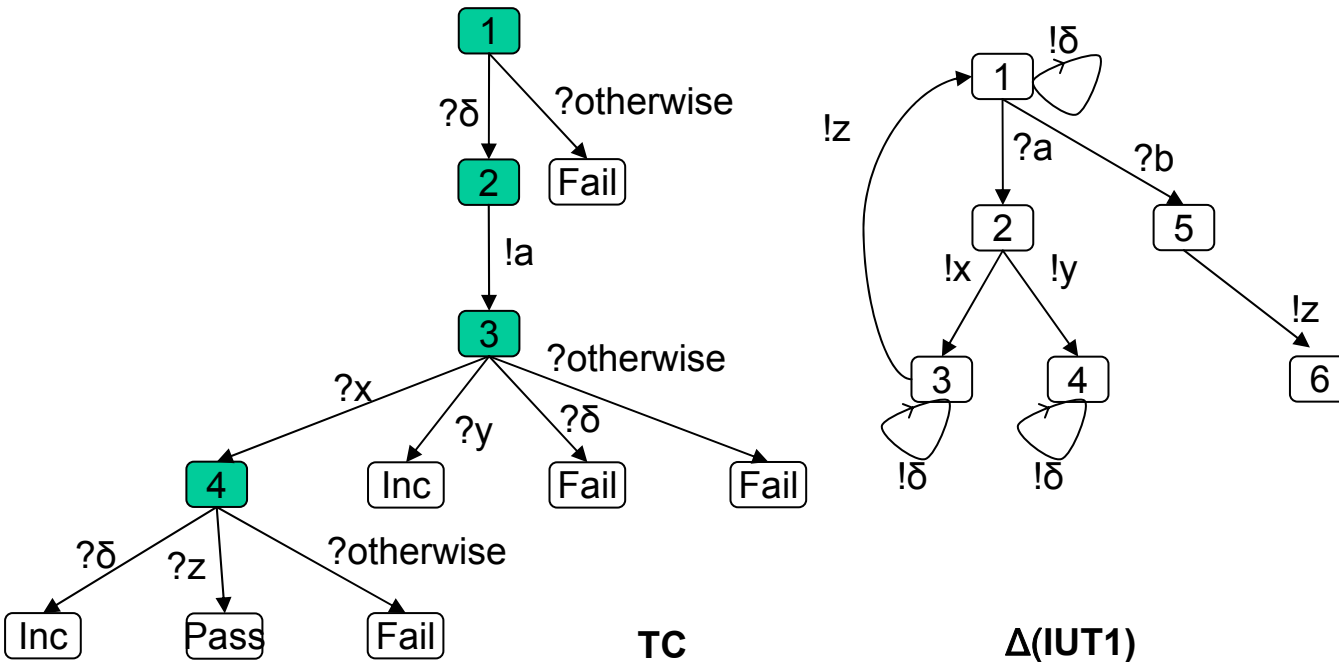 1
!δ
1
?δ
?otherwise
!z
?a
?b
2
Fail
2
5
!a
!x
!y
!z
3
?otherwise
3
4
6
?x
?y
?δ
4
Inc
Fail
Fail
!δ
!δ
?δ
?z
?otherwise
Inc
Pass
Fail
TC
Δ(IUT1)